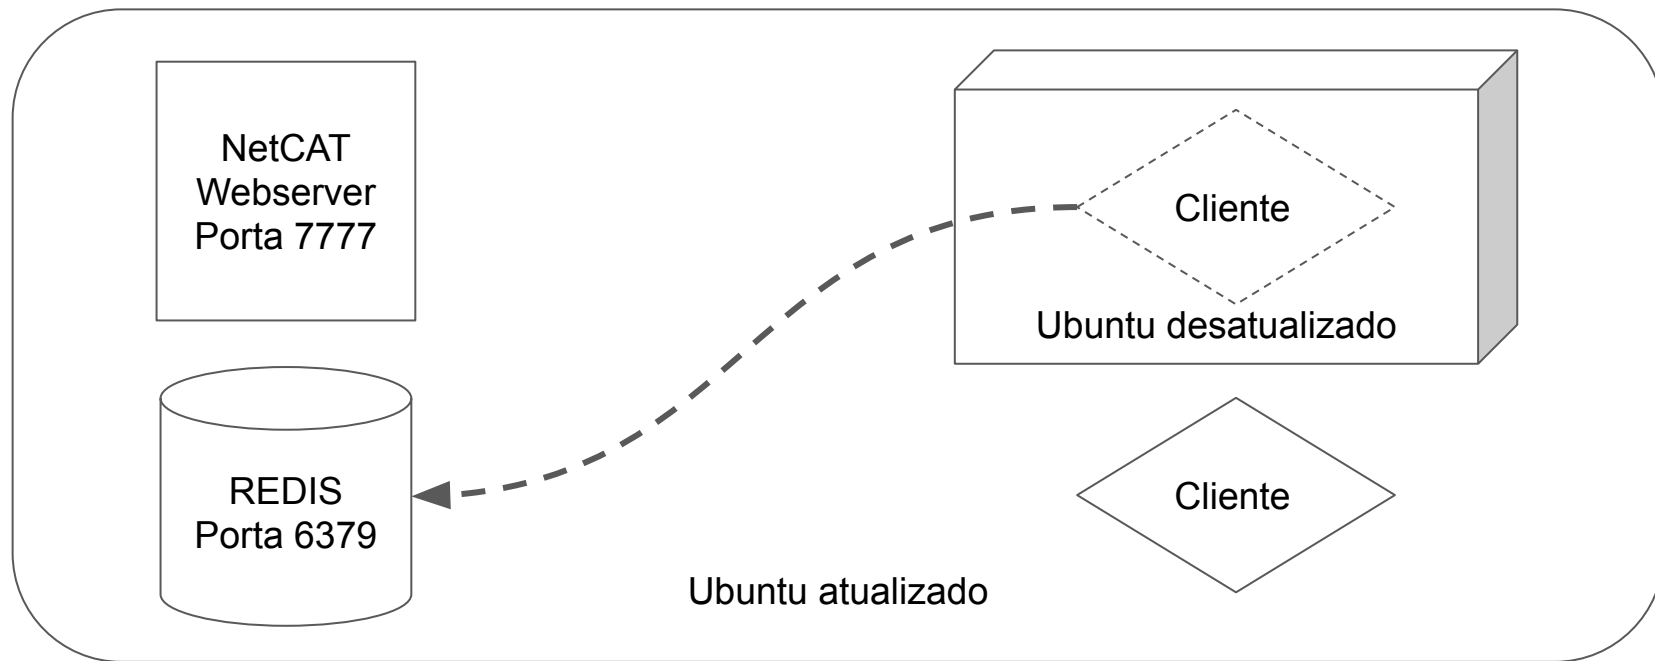 NetCAT
Webserver
Porta 7777
Cliente
Ubuntu desatualizado
REDIS
Porta 6379
Cliente
Ubuntu atualizado